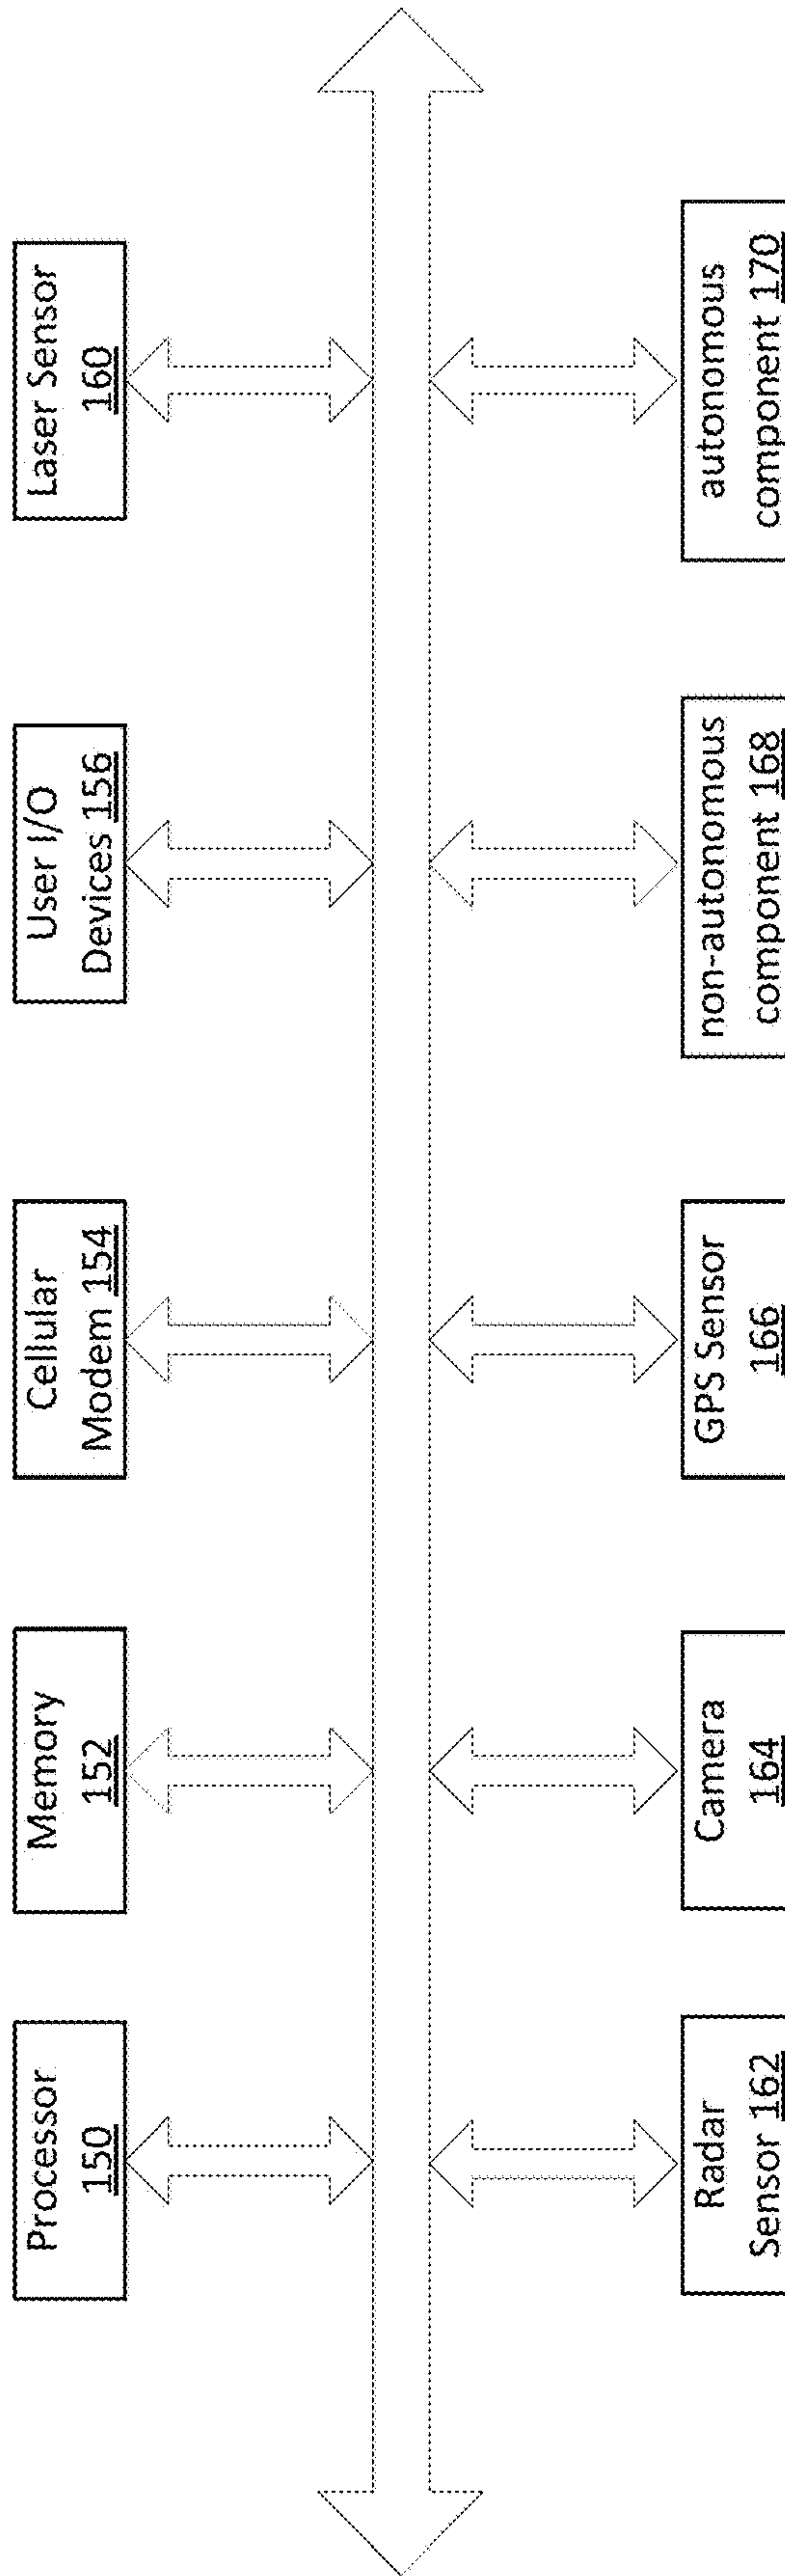 Processor
150
Memory
152
Cellular
Modem 154
User I/O
Devices 156
Laser Sensor
160
Radar
Sensor 162
Camera
164
GPS Sensor
166
non-autonomous
component 168
autonomous
component 170